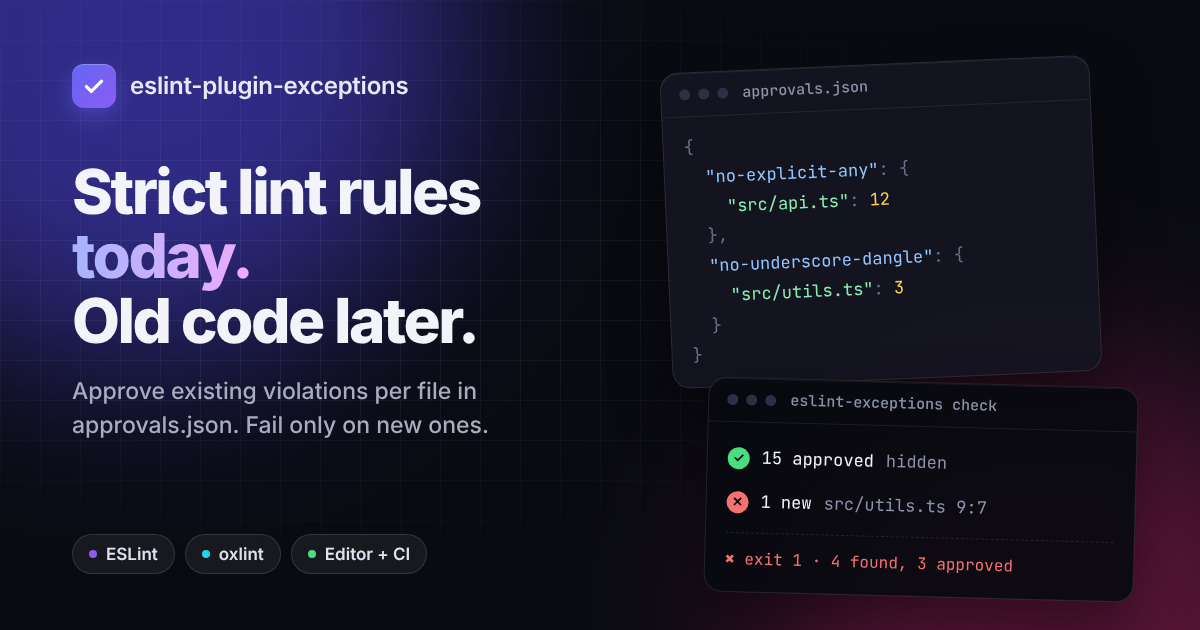 eslint-plugin-exceptions
Strict lint rules
today.
Old code later.
Approve existing violations per file in
approvals.json. Fail only on new ones.
ESLint
oxlint
Editor + CI
approvals.json
{
"no-explicit-any": {
"src/api.ts": 12
},
"no-underscore-dangle": {
"src/utils.ts": 3
}
}
eslint-exceptions check
15 approved hidden
1 new src/utils.ts 9:7
✖ exit 1 · 4 found, 3 approved